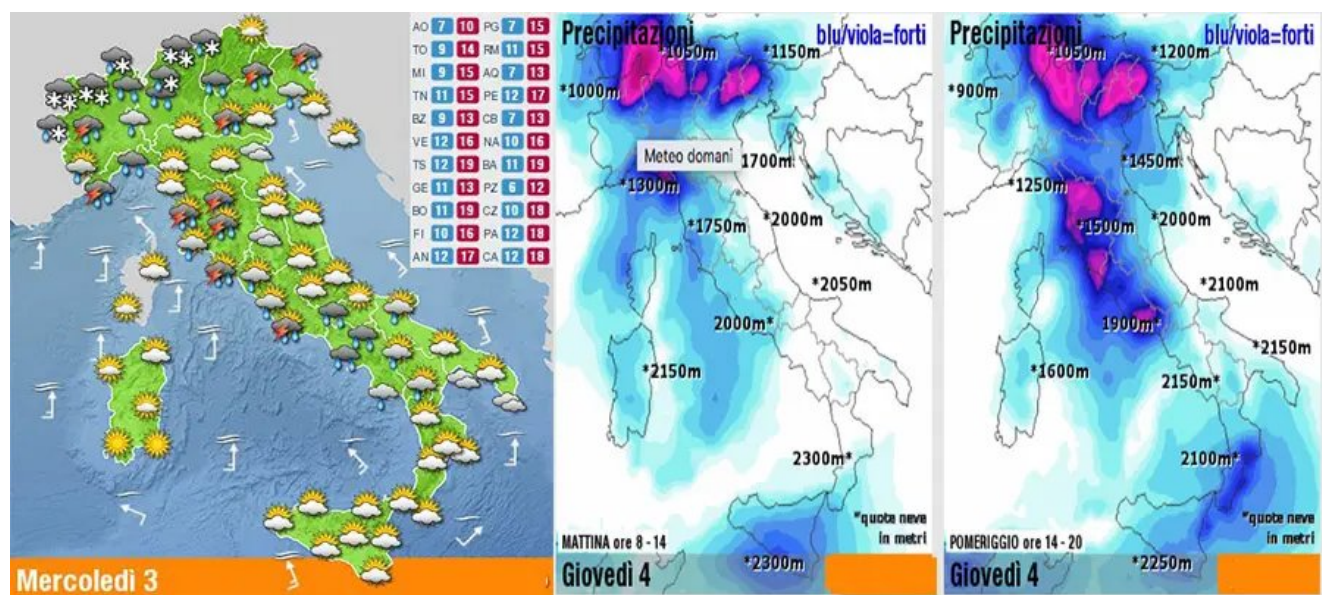 AO 7 10 PG 7 15
TO 9 14 RM 11 15
MI 9 15 AQ 7 13
TN 11 15 PE 12 17
BZ 9 13 CB 7 13
VE 12 16 NA 10 16
TS 12 19 BA 11 19
GE 11 13 PZ 6 12
BO 11 19 CZ 10 18
FI 10 16 PA 12 18
AN 12 17 CA 12 18
Mercoledì 3
Precipitazioni blu/viola=forti
*1050m *1150m
*1000m
Meteo domani *1700m
*1300m
*1750m *2000m
*2050m
2000m*
*2150m
2300m*
*quote neve
in metri
MATTINA ore 8 - 14
*2300m
Giovedì 4
Precipitazioni blu/viola=forti
*1050m *1200m
*900m
*1450m
*1250m
*1500m *2000m
*2100m
1900m*
*2150m
*1600m 2150m*
2100m*
*quote neve
in metri
POMERIGGIO ore 14 - 20
*2250m
Giovedì 4